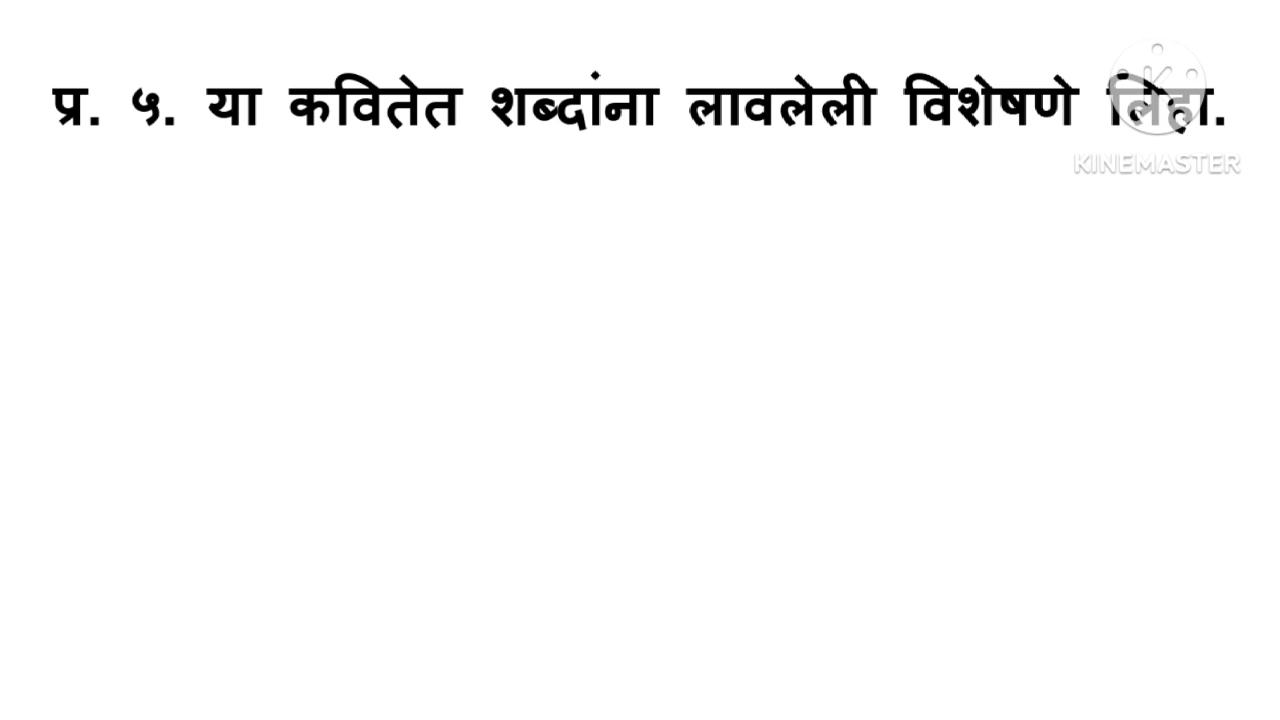 प्र. ५. या कवितेत शब्दांना लावलेली विशेषणे लिहा.
KINEMASTER